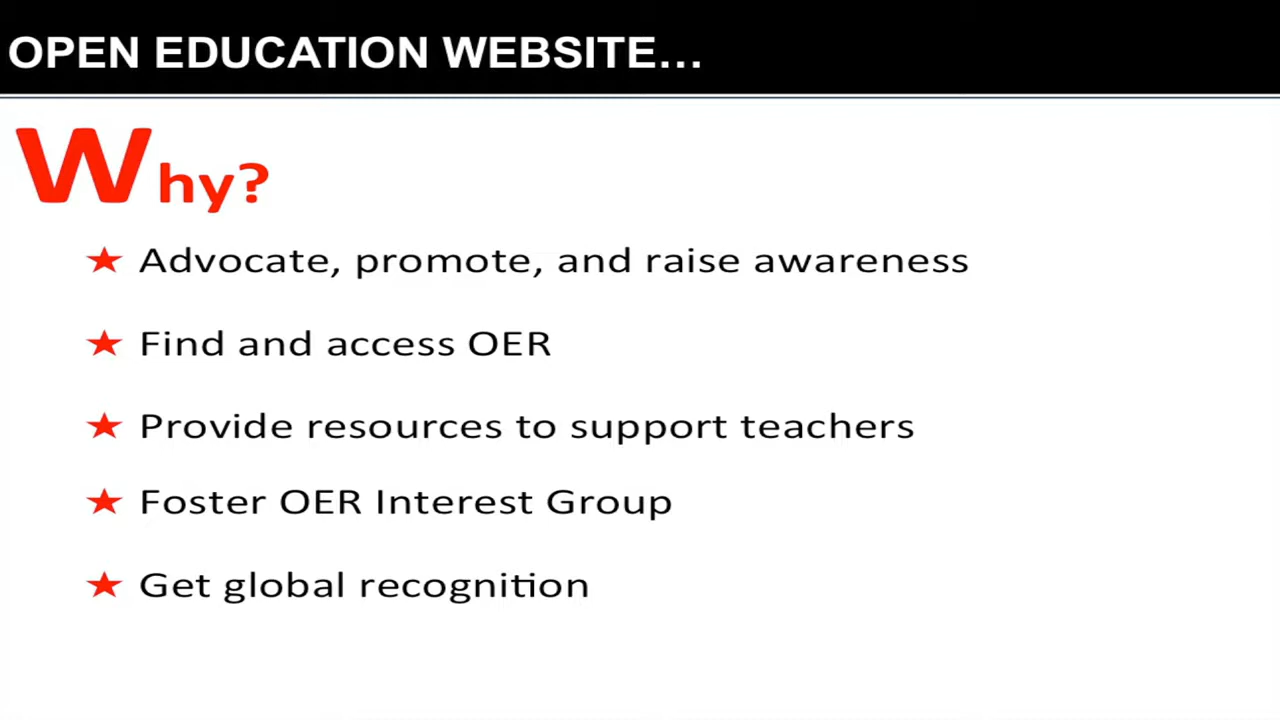 OPEN EDUCATION WEBSITE...
Why?
Advocate, promote, and raise awareness
Find and access OER
Provide resources to support teachers
Foster OER Interest Group
Get global recognition